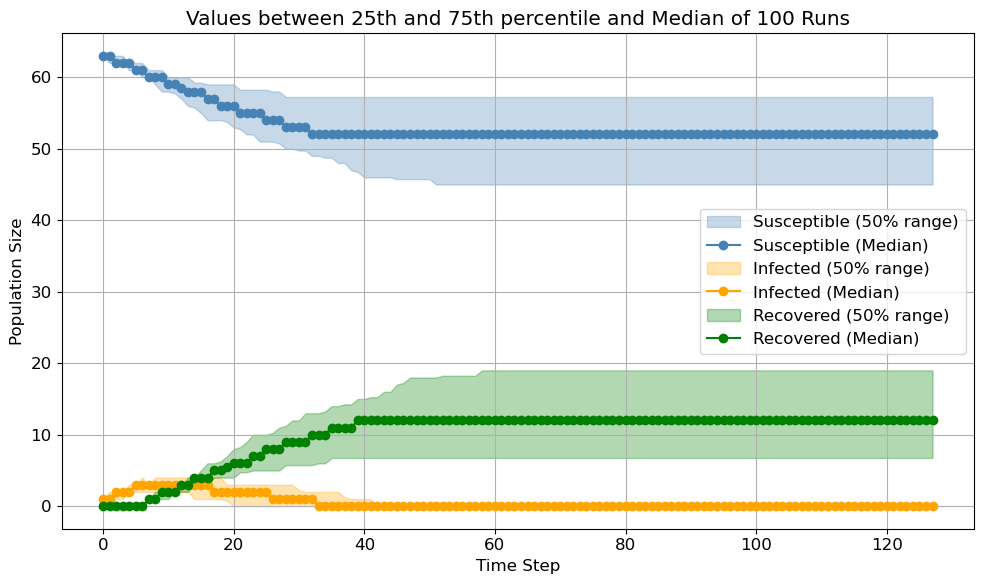 Values between 25th and 75th percentile and Median of 100 Runs
Population Size
60
50
40
30
20
10
0
Susceptible (50% range)
Susceptible (Median)
Infected (50% range)
Infected (Median)
Recovered (50% range)
Recovered (Median)
0 20 40 60 80 100 120
Time Step